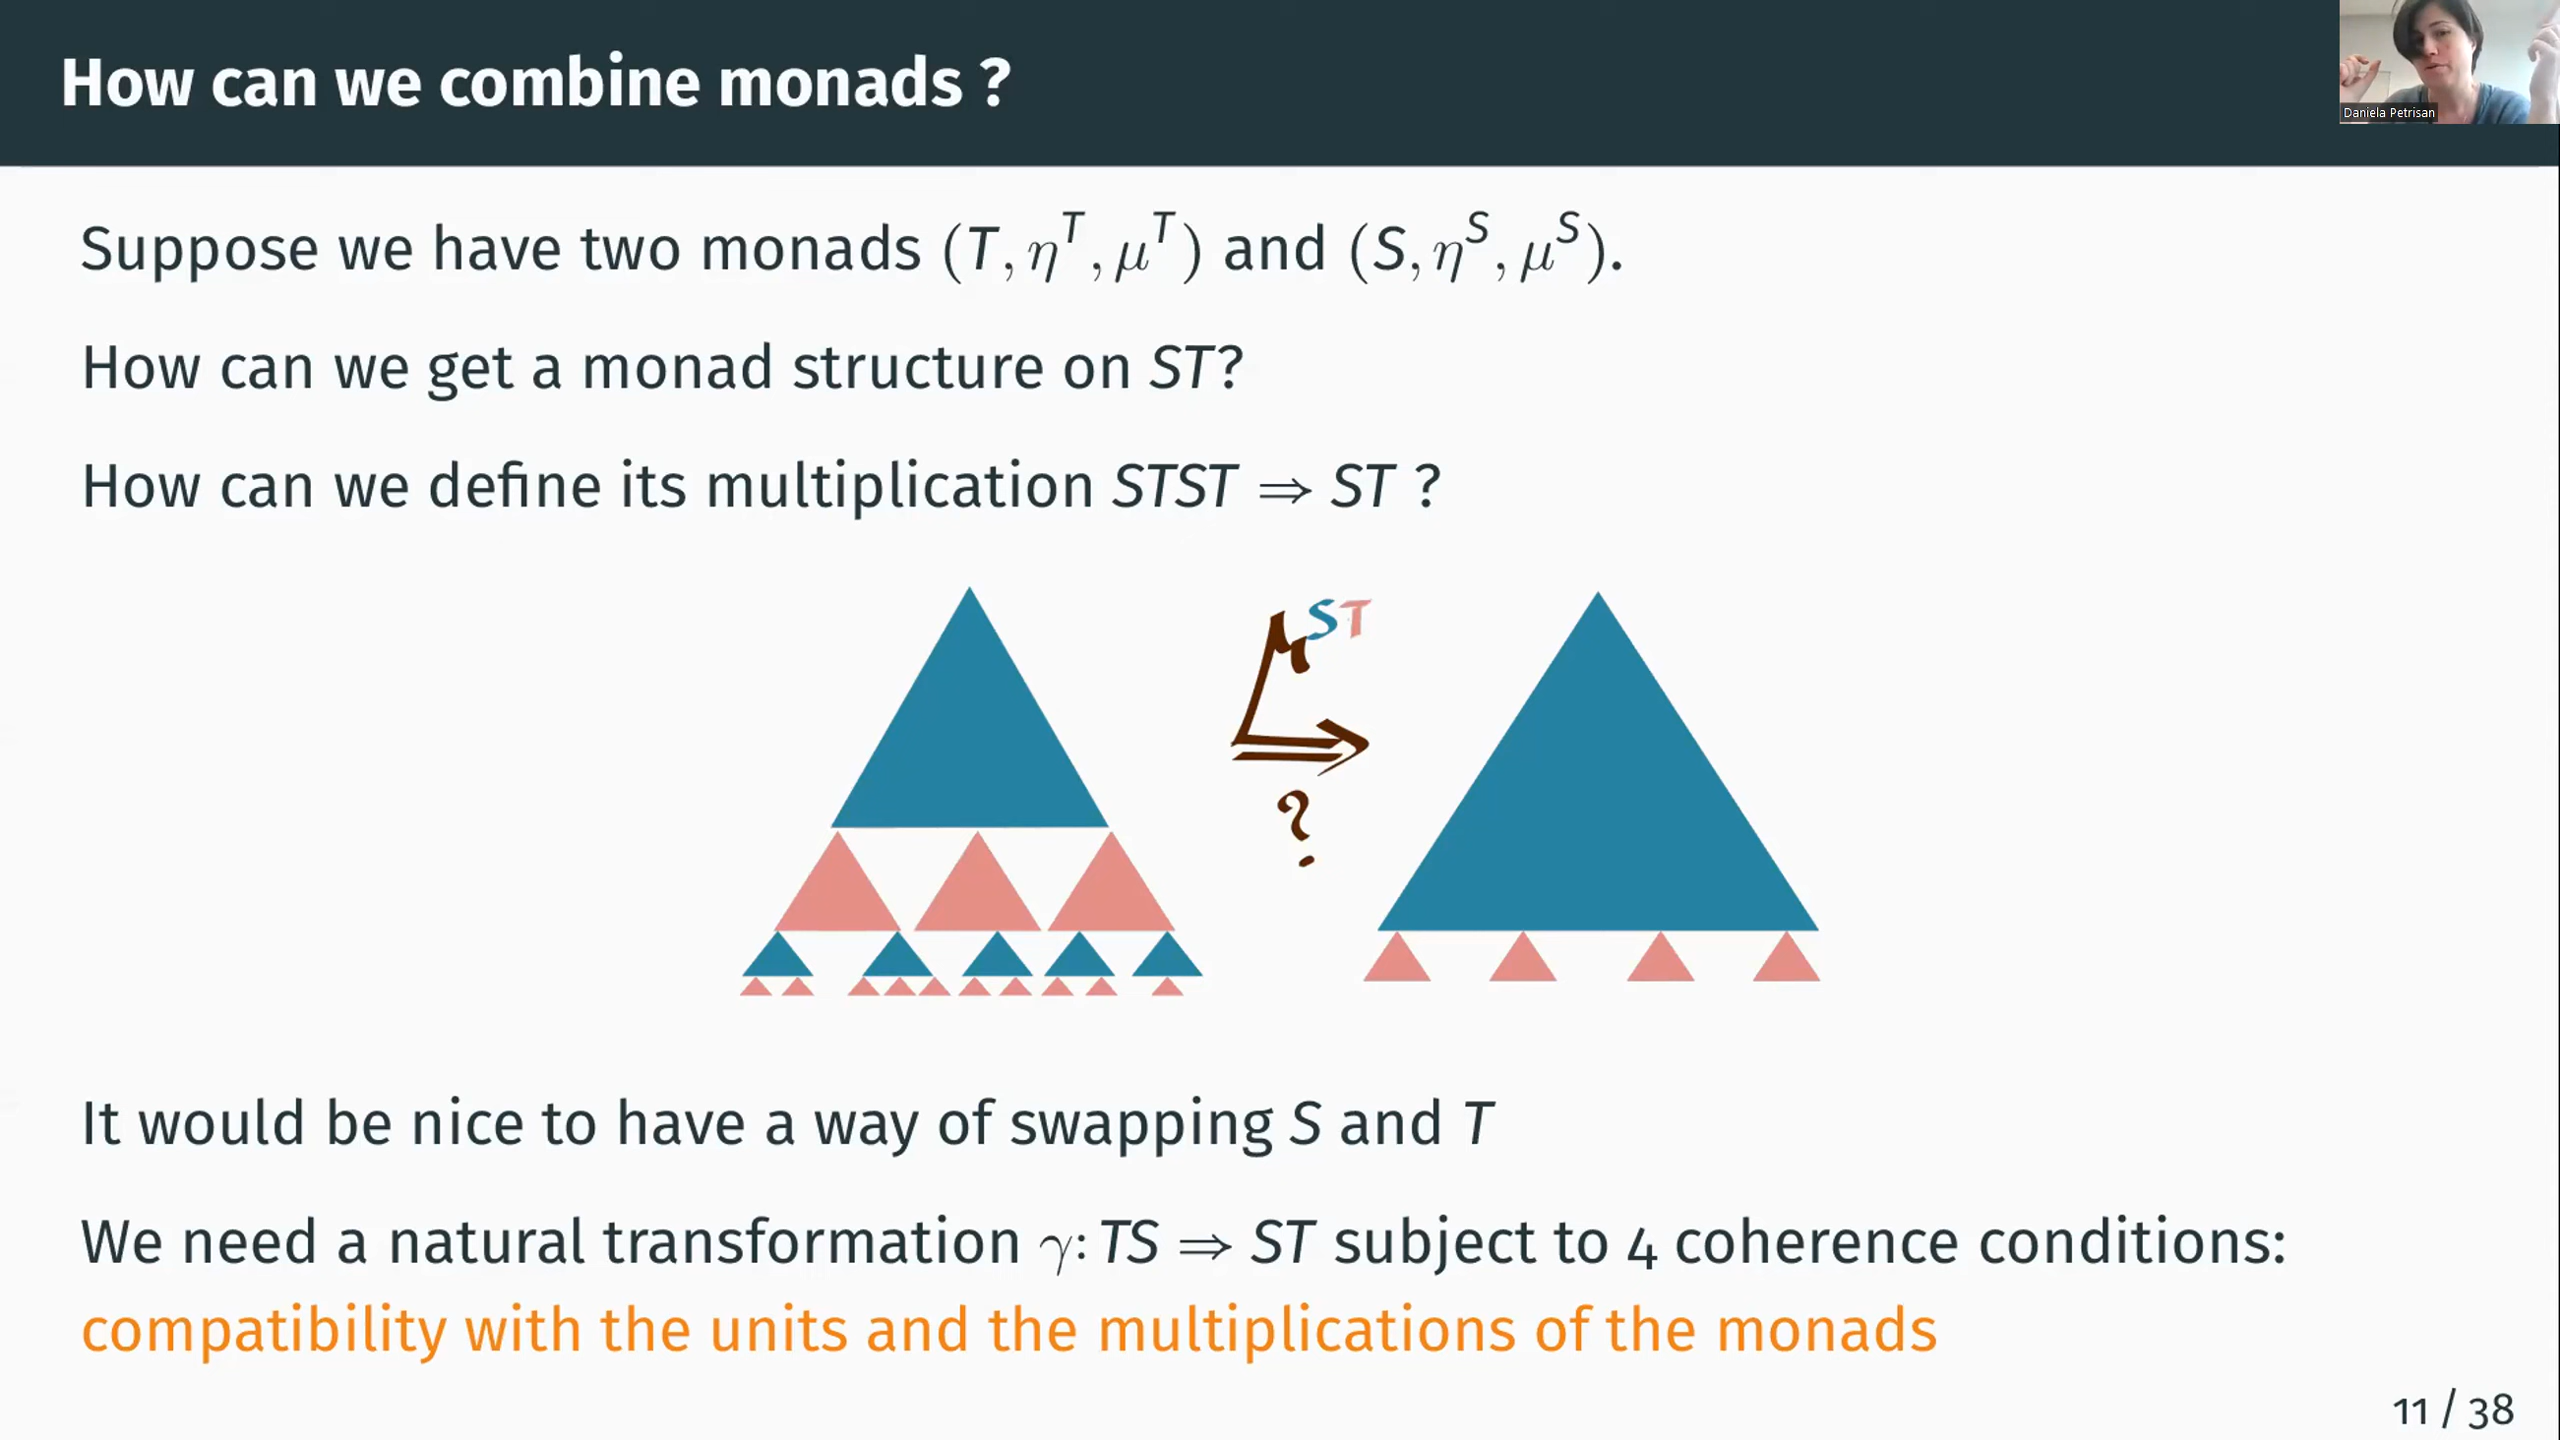 How can we combine monads ?
Daniela Petrisan
Suppose we have two monads (T, η^T, μ^T) and (S, η^S, μ^S).
How can we get a monad structure on ST?
How can we define its multiplication STST ⇒ ST ?
μ^ST
⇒
?
It would be nice to have a way of swapping S and T
We need a natural transformation γ: TS ⇒ ST subject to 4 coherence conditions:
compatibility with the units and the multiplications of the monads
11 / 38